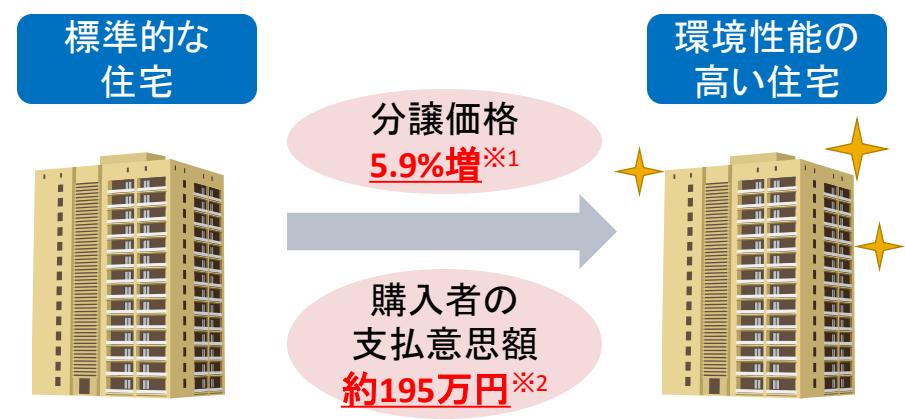 標準的な
住宅
環境性能の
高い住宅
分譲価格
5.9%増※1
購入者の
支払意思額
約195万円※2